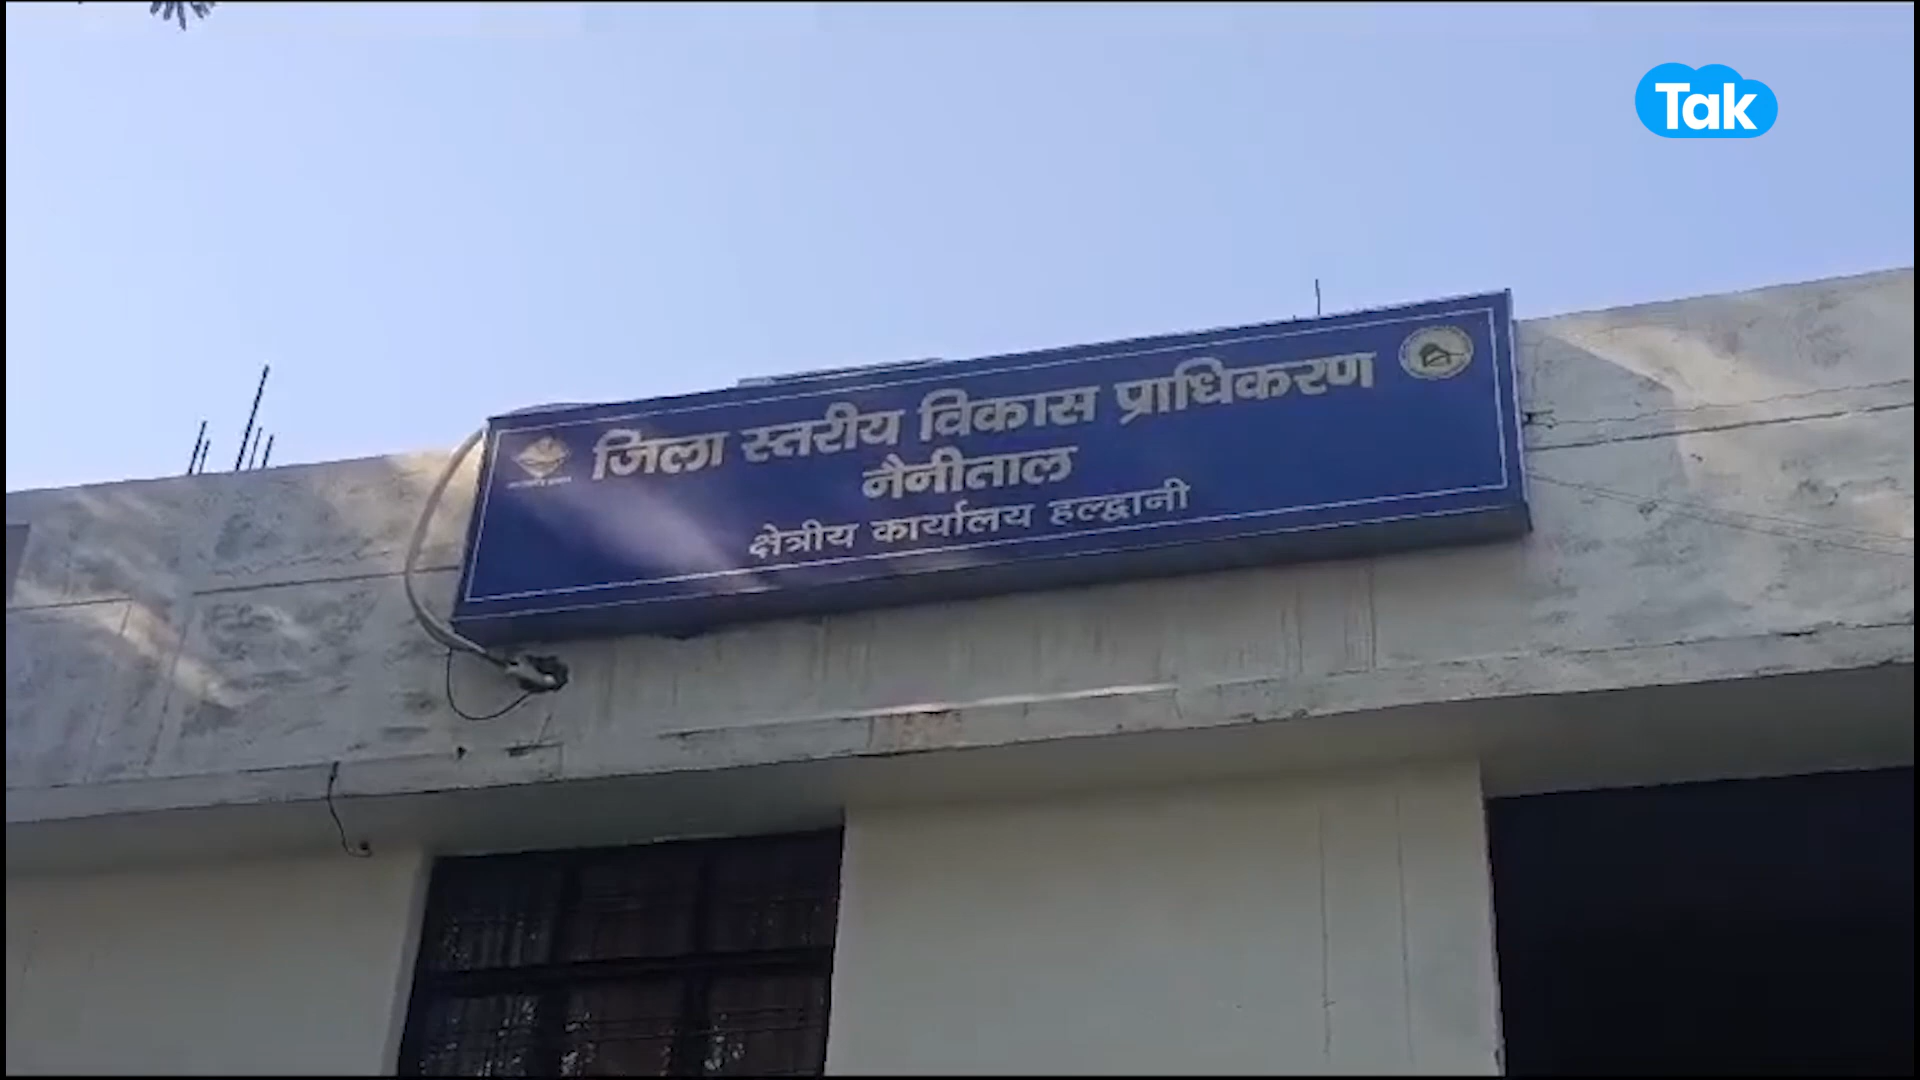 Tak
जिला स्तरीय विकास प्राधिकरण
नैनीताल
क्षेत्रीय कार्यालय हल्द्वानी